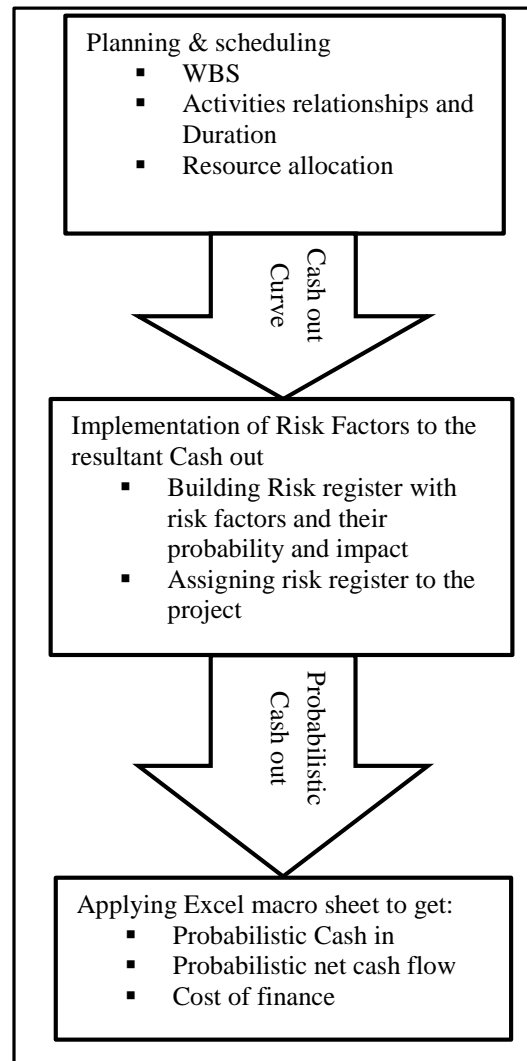 Planning & scheduling
▪ WBS
▪ Activities relationships and
Duration
▪ Resource allocation
Cash out
Curve
Implementation of Risk Factors to the
resultant Cash out
▪ Building Risk register with
risk factors and their
probability and impact
▪ Assigning risk register to the
project
Probabilistic
Cash out
Applying Excel macro sheet to get:
▪ Probabilistic Cash in
▪ Probabilistic net cash flow
▪ Cost of finance